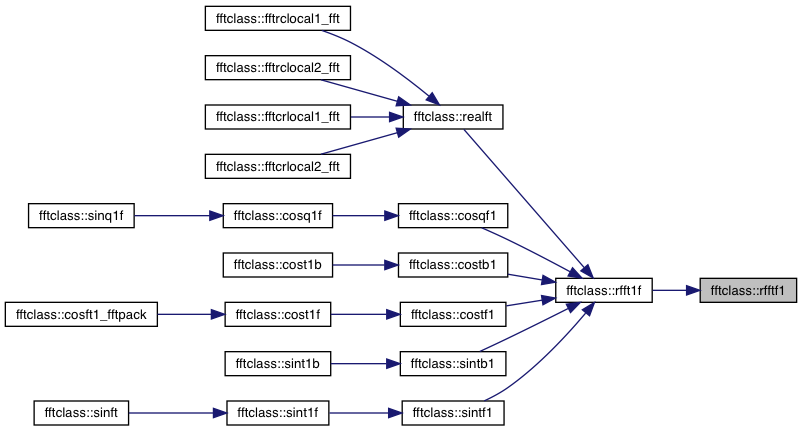 fftclass::fftrclocal1_fft
fftclass::fftrclocal2_fft
fftclass::fftcrlocal1_fft
fftclass::realft
fftclass::fftcrlocal2_fft
fftclass::sinq1f
fftclass::cosq1f
fftclass::cosqf1
fftclass::cost1b
fftclass::costb1
fftclass::rfft1f
fftclass::rfftf1
fftclass::cosft1_fftpack
fftclass::cost1f
fftclass::costf1
fftclass::sint1b
fftclass::sintb1
fftclass::sinft
fftclass::sint1f
fftclass::sintf1